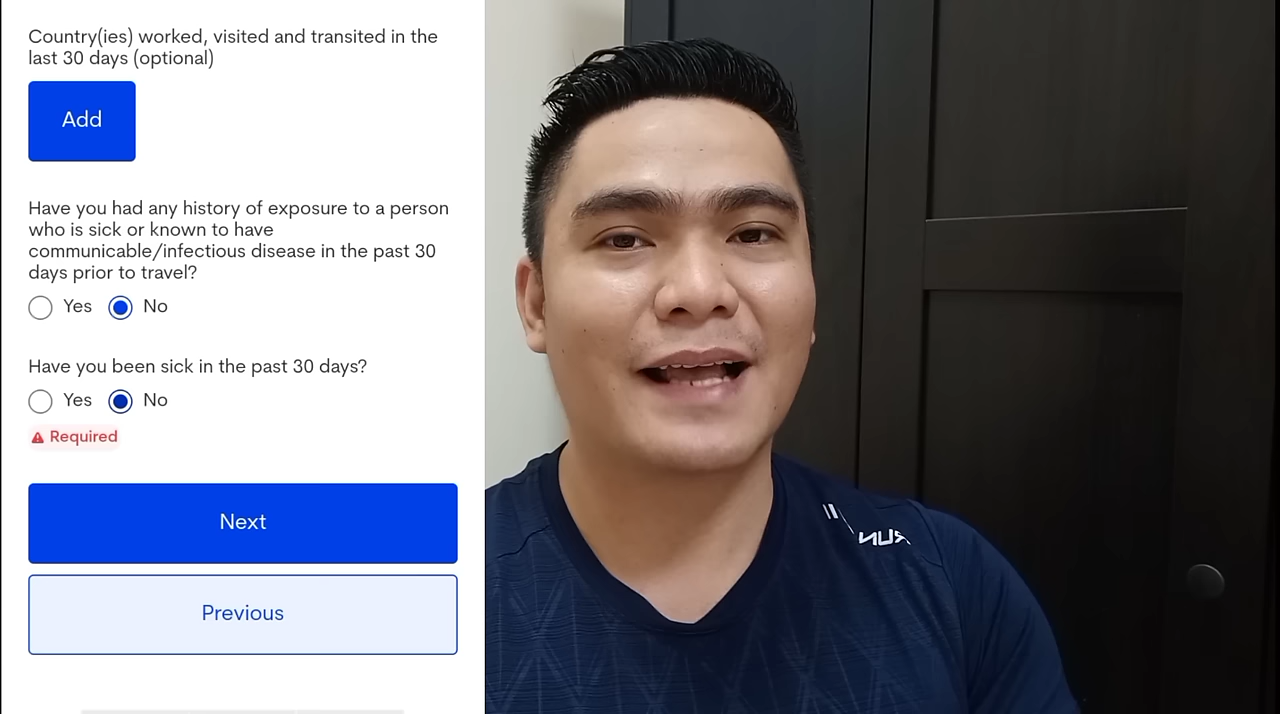 Country(ies) worked, visited and transited in the
last 30 days (optional)
Add
Have you had any history of exposure to a person
who is sick or known to have
communicable/infectious disease in the past 30
days prior to travel?
Yes No
Have you been sick in the past 30 days?
Yes No
Required
Next
Previous
RUN